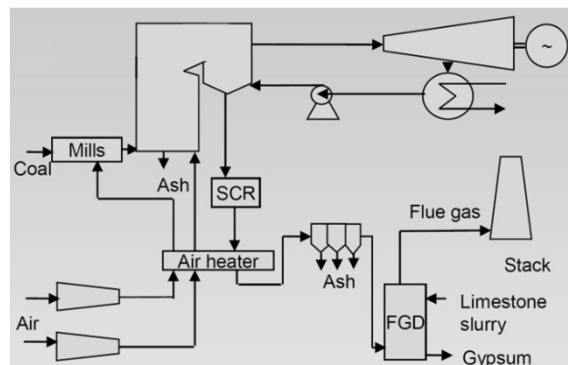 ~
Mills
Coal
Ash
SCR
Flue gas
Air heater
Stack
Ash
Air
FGD
Limestone
slurry
Gypsum